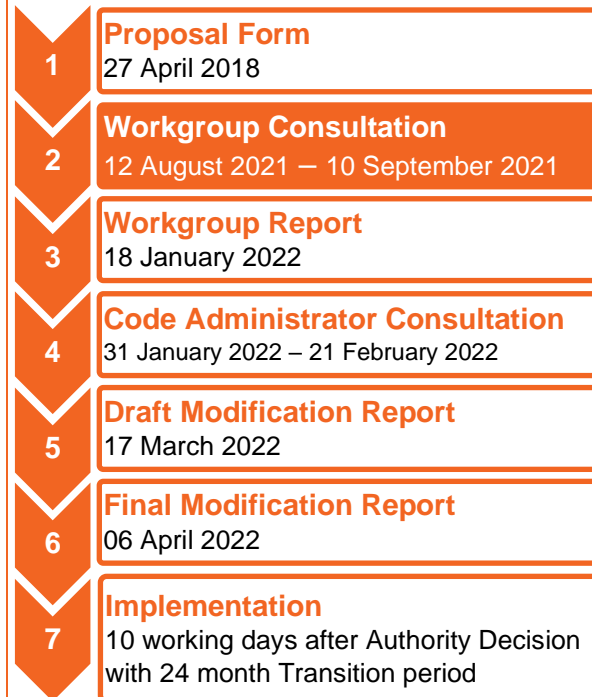 1
Proposal Form
27 April 2018
2
Workgroup Consultation
12 August 2021 – 10 September 2021
3
Workgroup Report
18 January 2022
4
Code Administrator Consultation
31 January 2022 – 21 February 2022
5
Draft Modification Report
17 March 2022
6
Final Modification Report
06 April 2022
7
Implementation
10 working days after Authority Decision
with 24 month Transition period